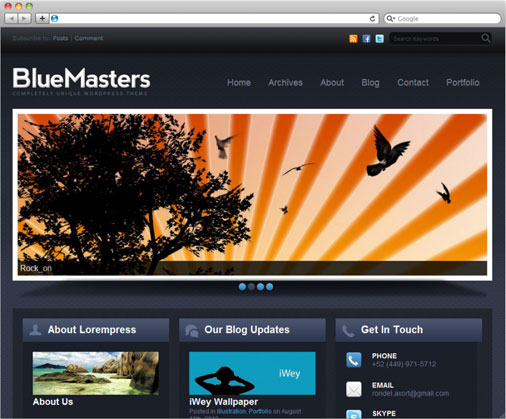 Google
Subscribe to: Posts | Comment
Search Keywords
BlueMasters
COMPLETELY UNIQUE WORDPRESS THEME
Home Archives About Blog Contact Portfolio
Rock_on
About Lorempress
Our Blog Updates
Get In Touch
About Us
iWey
iWey Wallpaper
Posted in Illustration, Portfolio on August
PHONE
+52 (449) 971-5712
EMAIL
rondel.avort@gmail.com
SKYPE